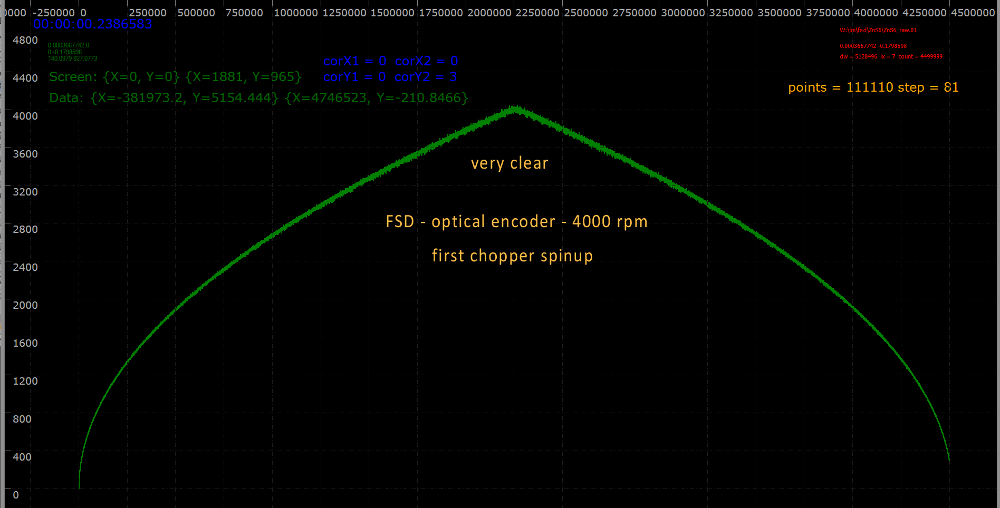 0000 -250000 0 250000 500000 750000 1000000 1250000 1500000 1750000 2000000 2250000 2500000 2750000 3000000 3250000 3500000 3750000 4000000 4250000 4500000
00:00:00.2386583
W:\lm\fsd\ZnS6\ZnS6_raw.01
4800
0.0003667742 0
0.0003667742 -0.1798598
0 -0.1798598
dw = 5128496 lx = 7 count = 4499999
140.0979 927.0773
corX1 = 0 corX2 = 0
4400
Screen: {X=0, Y=0} {X=1881, Y=965}
corY1 = 0 corY2 = 3
points = 111110 step = 81
Data: {X=-381973.2, Y=5154.444} {X=4746523, Y=-210.8466}
4000
3600
very clear
3200
2800
FSD - optical encoder - 4000 rpm
first chopper spinup
2400
2000
1600
1200
800
400
0